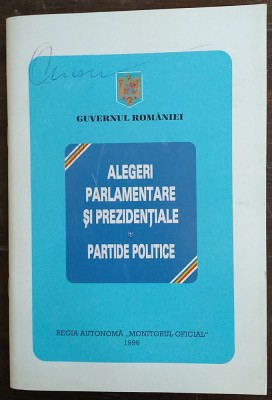 GUVERNUL ROMÂNIEI
ALEGERI
PARLAMENTARE
ȘI PREZIDENȚIALE
*
PARTIDE POLITICE
REGIA AUTONOMĂ „MONITORUL OFICIAL"
1996